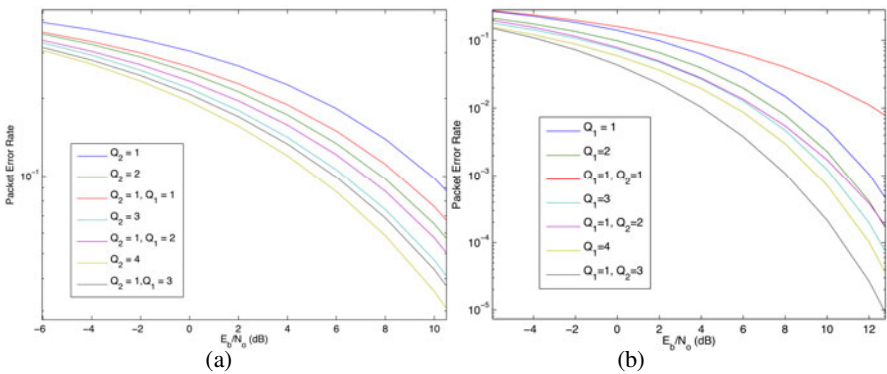 Packet Error Rate
10⁻¹
Q₂ = 1
Q₂ = 2
Q₂ = 1, Q₁ = 1
Q₂ = 3
Q₂ = 1, Q₁ = 2
Q₂ = 4
Q₂ = 1,Q₁ = 3
−6 −4 −2 0 2 4 6 8 10
E_b/N_o (dB)
(a)
Packet Error Rate
10⁻¹
10⁻²
10⁻³
10⁻⁴
10⁻⁵
Q₁ = 1
Q₁=2
Q₁=1, Q₂=1
Q₁=3
Q₁=1, Q₂=2
Q₁=4
Q₁=1, Q₂=3
−4 −2 0 2 4 6 8 10 12
E_b/N_o (dB)
(b)